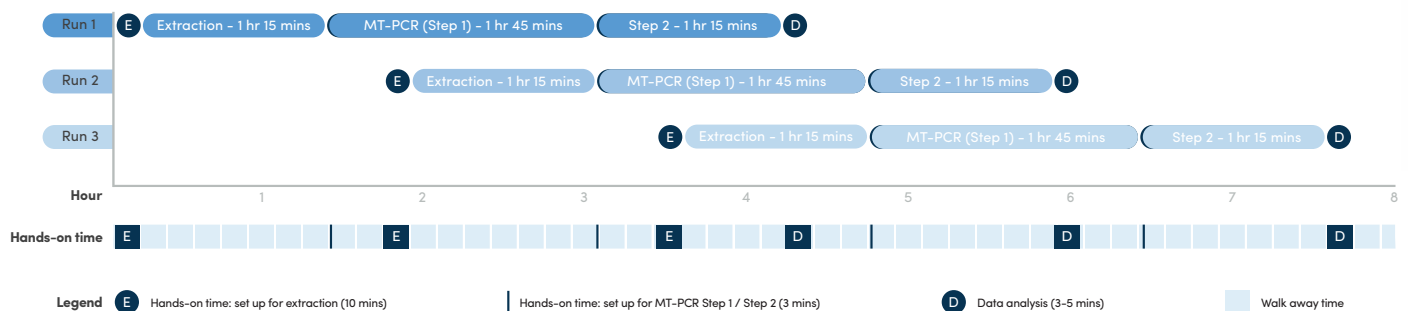 Run 1 E Extraction - 1 hr 15 mins MT-PCR (Step 1) - 1 hr 45 mins Step 2 - 1 hr 15 mins D
Run 2 E Extraction - 1 hr 15 mins MT-PCR (Step 1) - 1 hr 45 mins Step 2 - 1 hr 15 mins D
Run 3 E Extraction - 1 hr 15 mins MT-PCR (Step 1) - 1 hr 45 mins Step 2 - 1 hr 15 mins D
Hour 1 2 3 4 5 6 7 8
Hands-on time E E E D D D
Legend E Hands-on time: set up for extraction (10 mins) Hands-on time: set up for MT-PCR Step 1 / Step 2 (3 mins) D Data analysis (3-5 mins) Walk away time